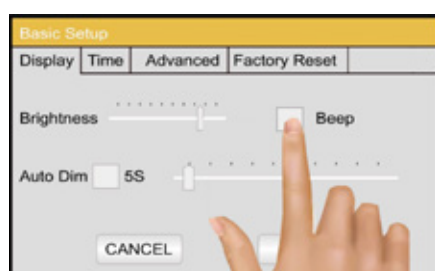 Basic Setup
Display Time Advanced Factory Reset
Brightness Beep
Auto Dim 5S
CANCEL